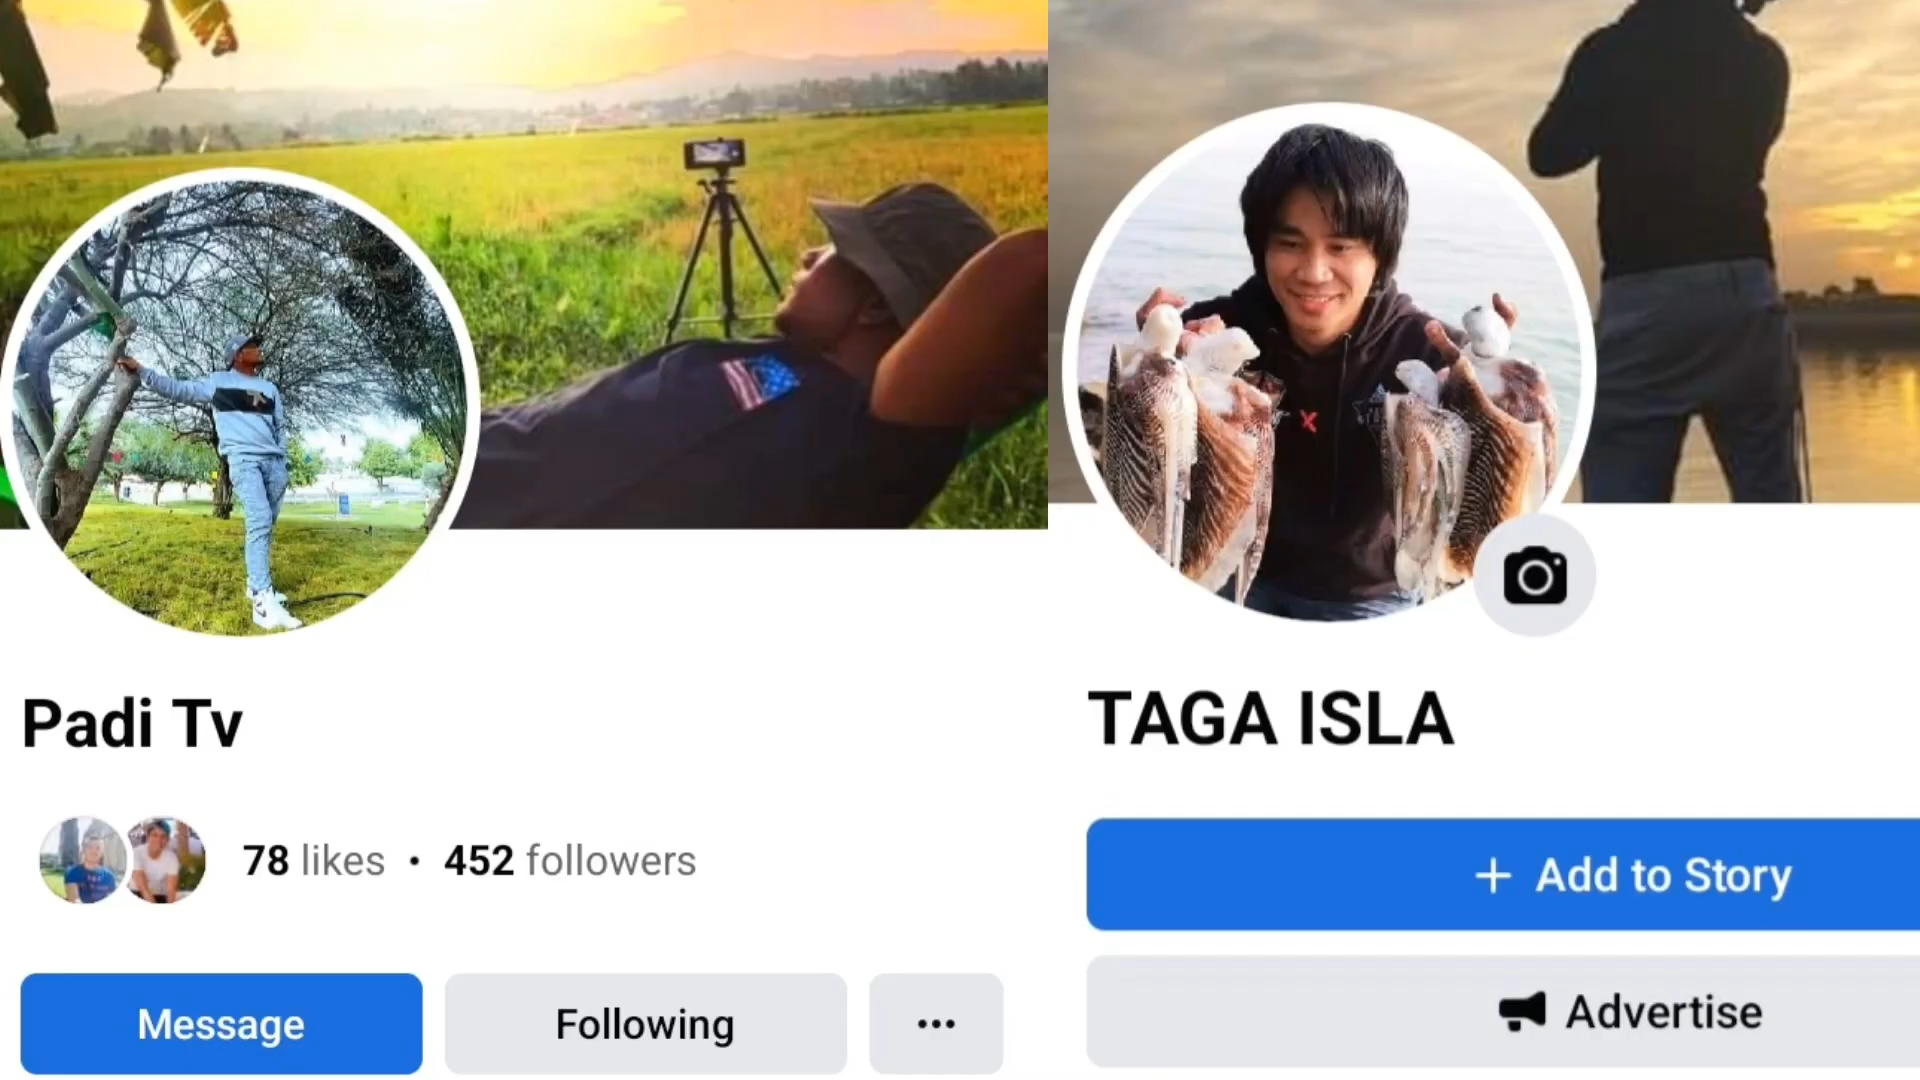 Padi Tv
78 likes • 452 followers
Message
Following
TAGA ISLA
+ Add to Story
Advertise